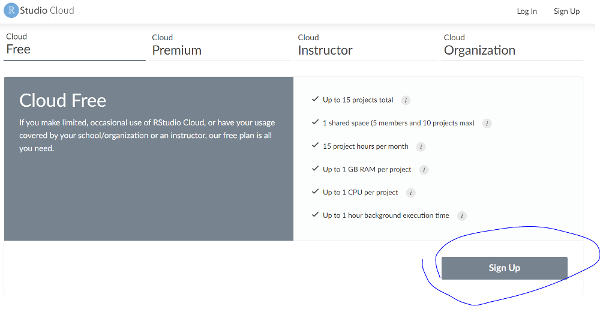 R Studio Cloud
Log In
Sign Up
Cloud
Free
Cloud
Premium
Cloud
Instructor
Cloud
Organization
Cloud Free
If you make limited, occasional use of RStudio Cloud, or have your usage
covered by your school/organization or an instructor, our free plan is all
you need.
✓ Up to 15 projects total i
✓ 1 shared space (5 members and 10 projects max) i
✓ 15 project hours per month i
✓ Up to 1 GB RAM per project i
✓ Up to 1 CPU per project i
✓ Up to 1 hour background execution time i
Sign Up